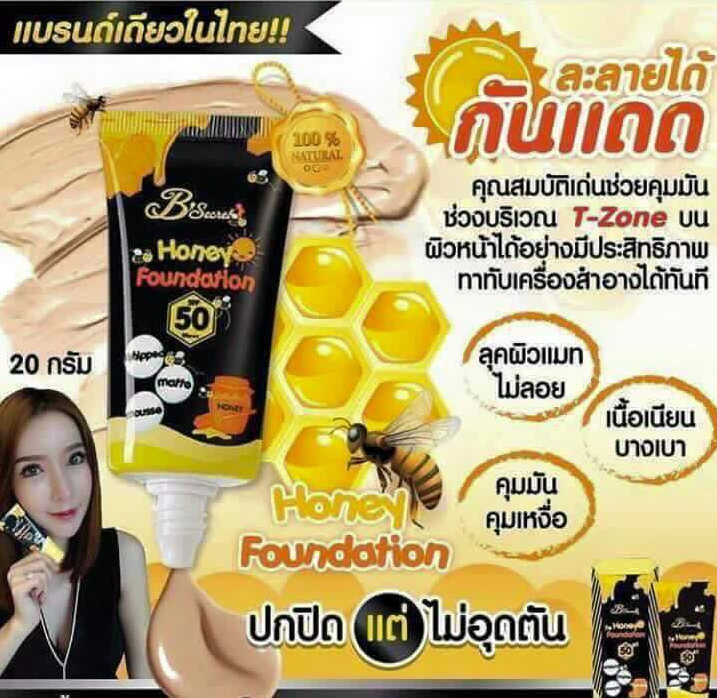 แบรนด์เดียวในไทย!!
ละลายได้
กันแดด
100 %
NATURAL
คุณสมบัติเด่นช่วยคุมมัน
ช่วงบริเวณ T-Zone บน
ผิวหน้าได้อย่างมีประสิทธิภาพ
ทาทับเครื่องสำอางได้ทันที
B'Secret
Honey
Foundation
SPF
50
whipped
matte
mousse
HONEY
20 กรัม
ลุคผิวแมท
ไม่ลอย
เนื้อเนียน
บางเบา
คุมมัน
คุมเหงื่อ
Honey
Foundation
ปกปิด แต่ ไม่อุดตัน
B'Secret
Honey
Foundation
50
B'Secret
Honey
Foundation
50